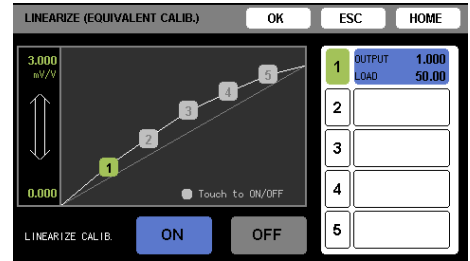 LINEARIZE (EQUIVALENT CALIB.)
OK
ESC
HOME
3.000
mV/V
0.000
1
2
3
4
5
Touch to ON/OFF
LINEARIZE CALIB.
ON
OFF
1
OUTPUT 1.000
LOAD 50.00
2
3
4
5